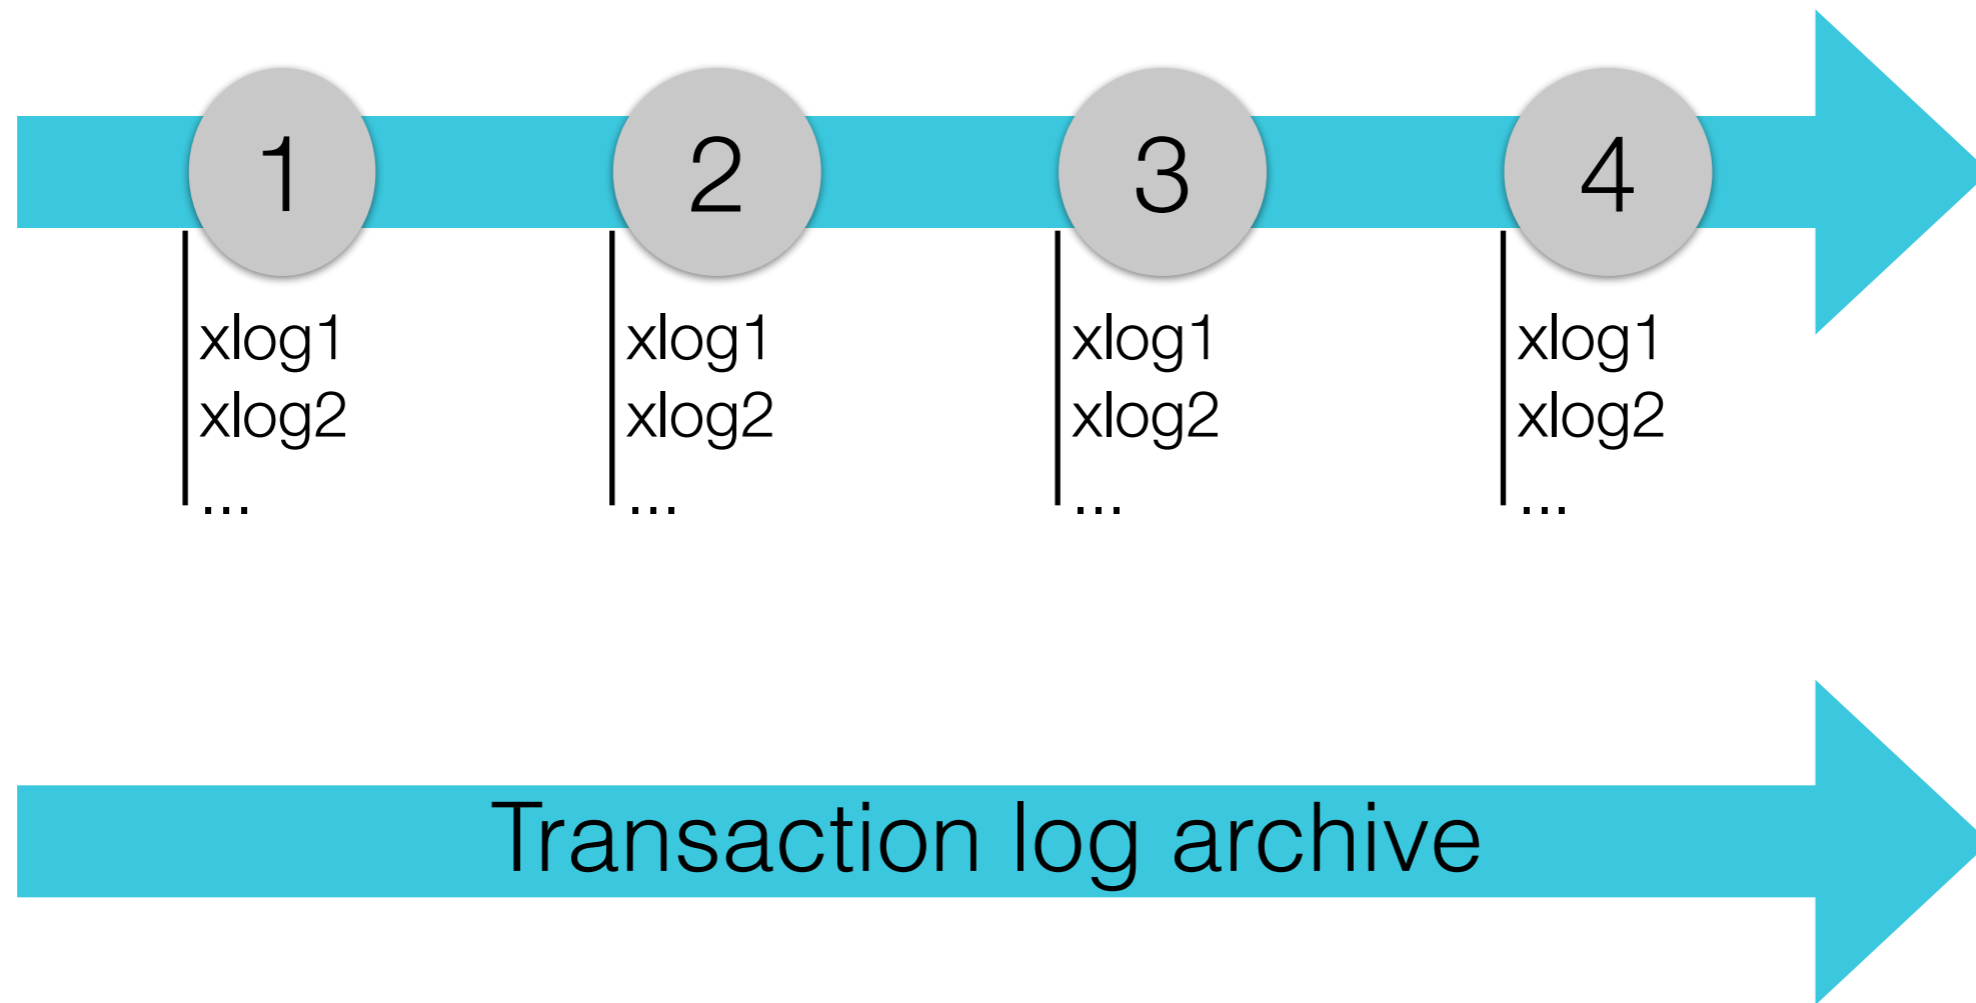 1 2 3 4
xlog1 xlog1 xlog1 xlog1
xlog2 xlog2 xlog2 xlog2
... ... ... ...
Transaction log archive